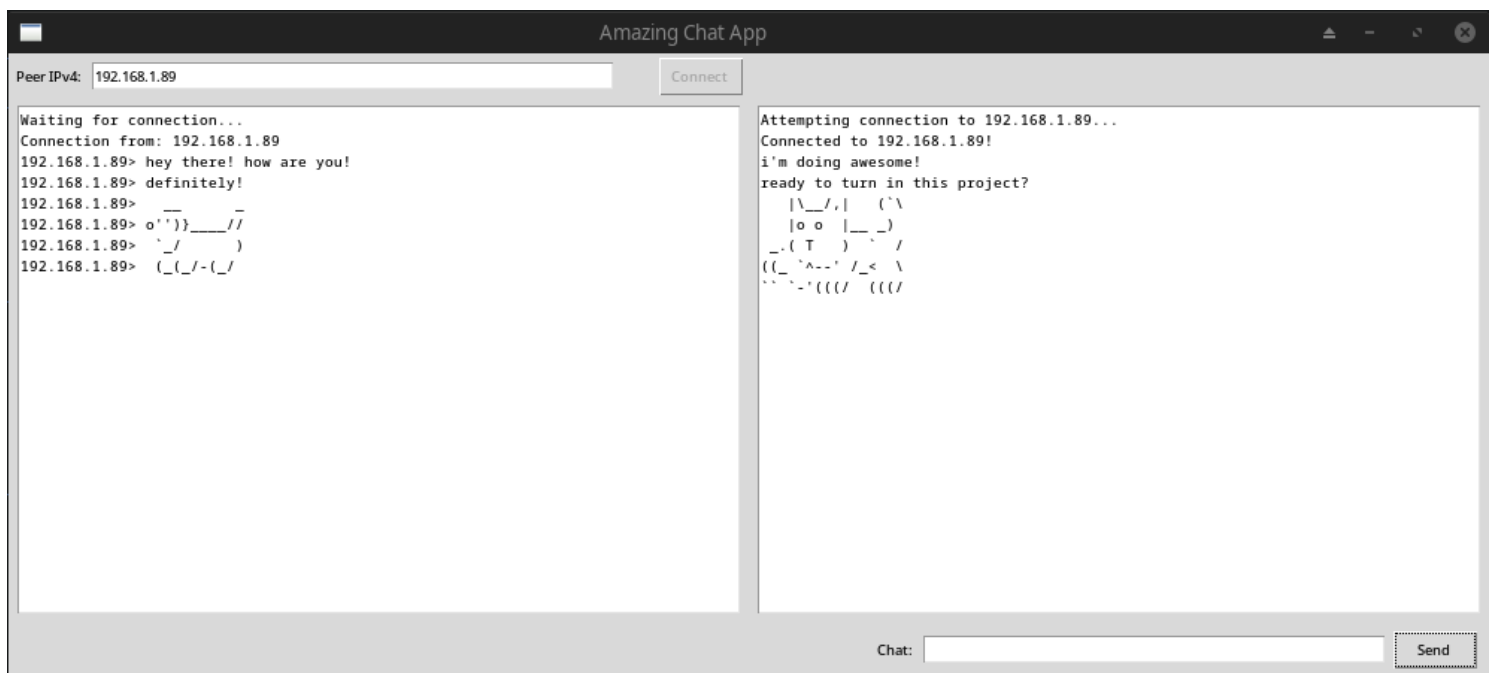 Amazing Chat App
Peer IPv4: 192.168.1.89 Connect
Waiting for connection...
Connection from: 192.168.1.89
192.168.1.89> hey there! how are you!
192.168.1.89> definitely!
192.168.1.89>   __      _
192.168.1.89> o'')}____//
192.168.1.89>  `_/      )
192.168.1.89>  (_(_/-(_/
Attempting connection to 192.168.1.89...
Connected to 192.168.1.89!
i'm doing awesome!
ready to turn in this project?
   |\__/,|   (`\
   |o o  |__ _)
 _.( T   )  `  /
((_ `^--' /_<  \
`` `-'(((/  (((/
Chat: Send